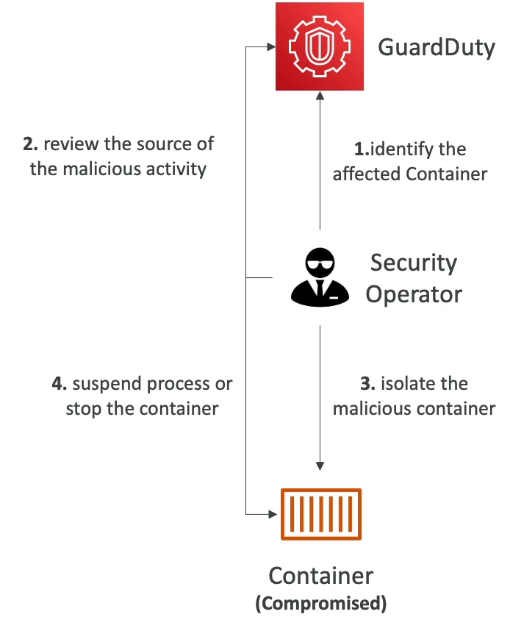 GuardDuty
2. review the source of
the malicious activity
1.identify the
affected Container
Security
Operator
4. suspend process or
stop the container
3. isolate the
malicious container
Container
(Compromised)